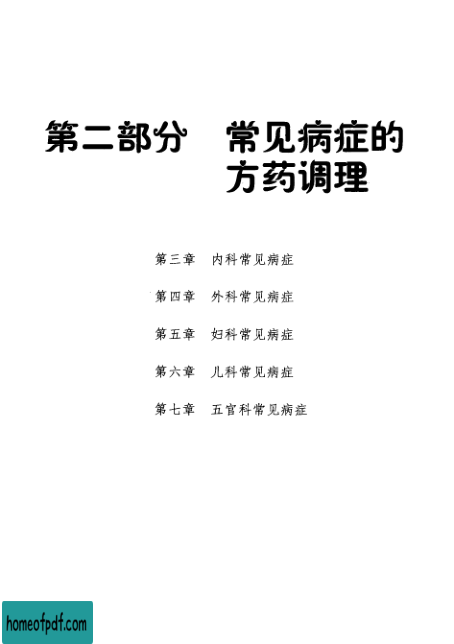 第二部分　常见病症的
方药调理
第三章　内科常见病症
第四章　外科常见病症
第五章　妇科常见病症
第六章　儿科常见病症
第七章　五官科常见病症
homeofpdf.com